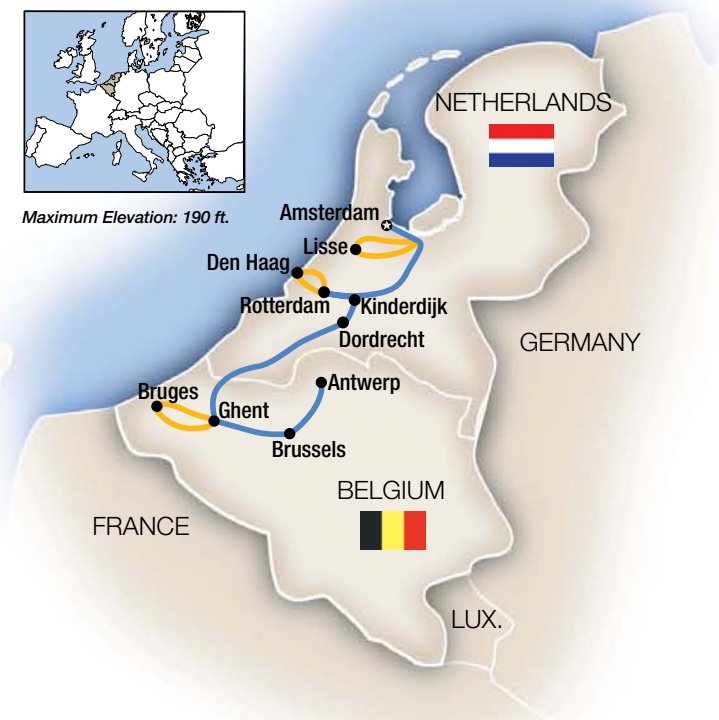 NETHERLANDS
Maximum Elevation: 190 ft.
Amsterdam
Lisse
Den Haag
Rotterdam
Kinderdijk
Dordrecht
GERMANY
Antwerp
Bruges
Ghent
Brussels
BELGIUM
FRANCE
LUX.